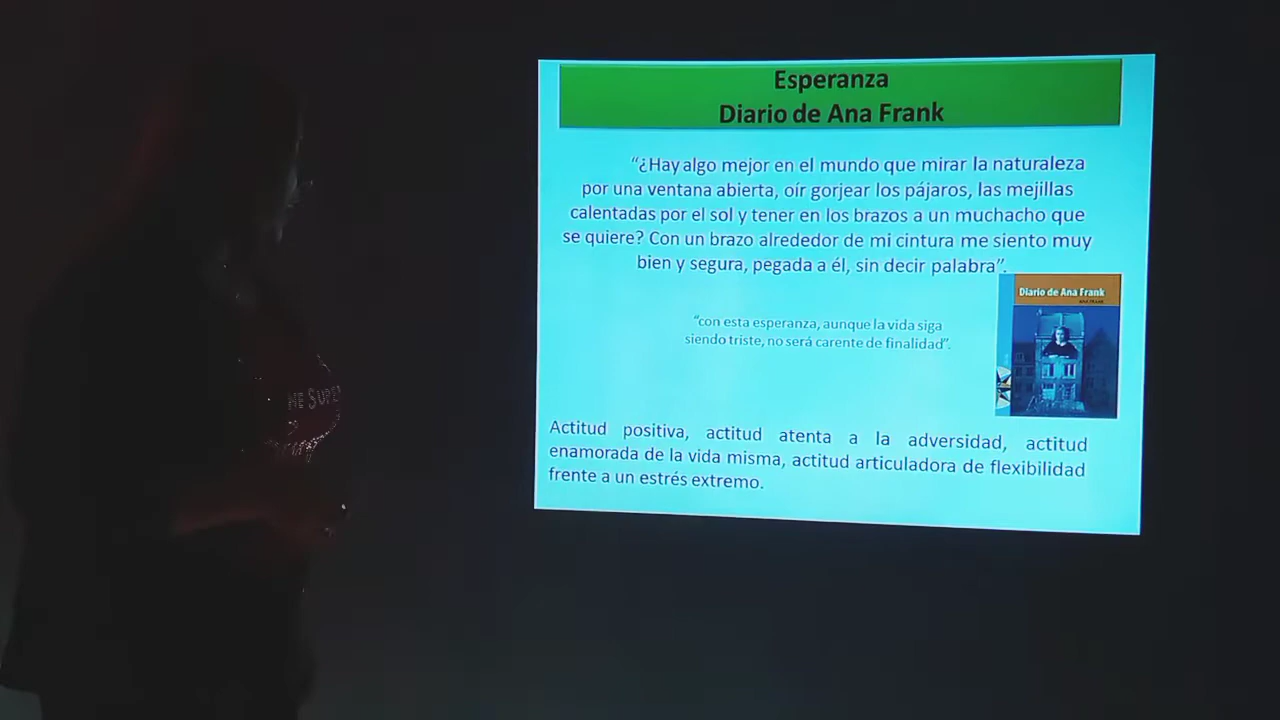 Esperanza
Diario de Ana Frank
“¿Hay algo mejor en el mundo que mirar la naturaleza
por una ventana abierta, oír gorjear los pájaros, las mejillas
calentadas por el sol y tener en los brazos a un muchacho que
se quiere? Con un brazo alrededor de mi cintura me siento muy
bien y segura, pegada a él, sin decir palabra”.
Diario de Ana Frank
ANA FRANK
“con esta esperanza, aunque la vida siga
siendo triste, no será carente de finalidad”.
HE SUPE
Actitud positiva, actitud atenta a la adversidad, actitud
enamorada de la vida misma, actitud articuladora de flexibilidad
frente a un estrés extremo.